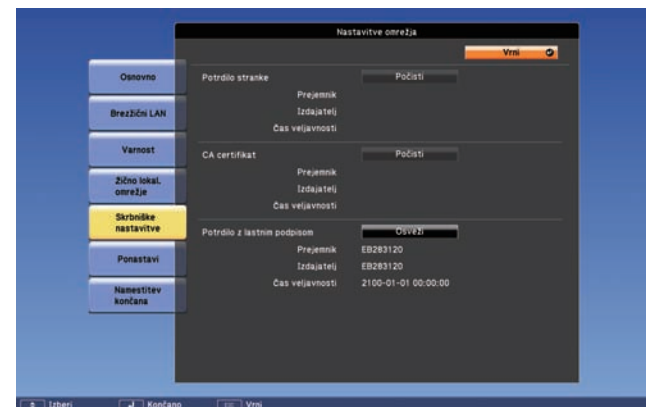 Nastavitve omrežja
Vrni
Osnovno
Brezžični LAN
Varnost
Žično lokal.
omrežje
Skrbniške
nastavitve
Ponastavi
Namestitev
končana
Potrdilo stranke Počisti
Prejemnik
Izdajatelj
Čas veljavnosti
CA certifikat Počisti
Prejemnik
Izdajatelj
Čas veljavnosti
Potrdilo z lastnim podpisom Osveži
Prejemnik EB283120
Izdajatelj EB283120
Čas veljavnosti 2100-01-01 00:00:00
Izberi Končano Vrni